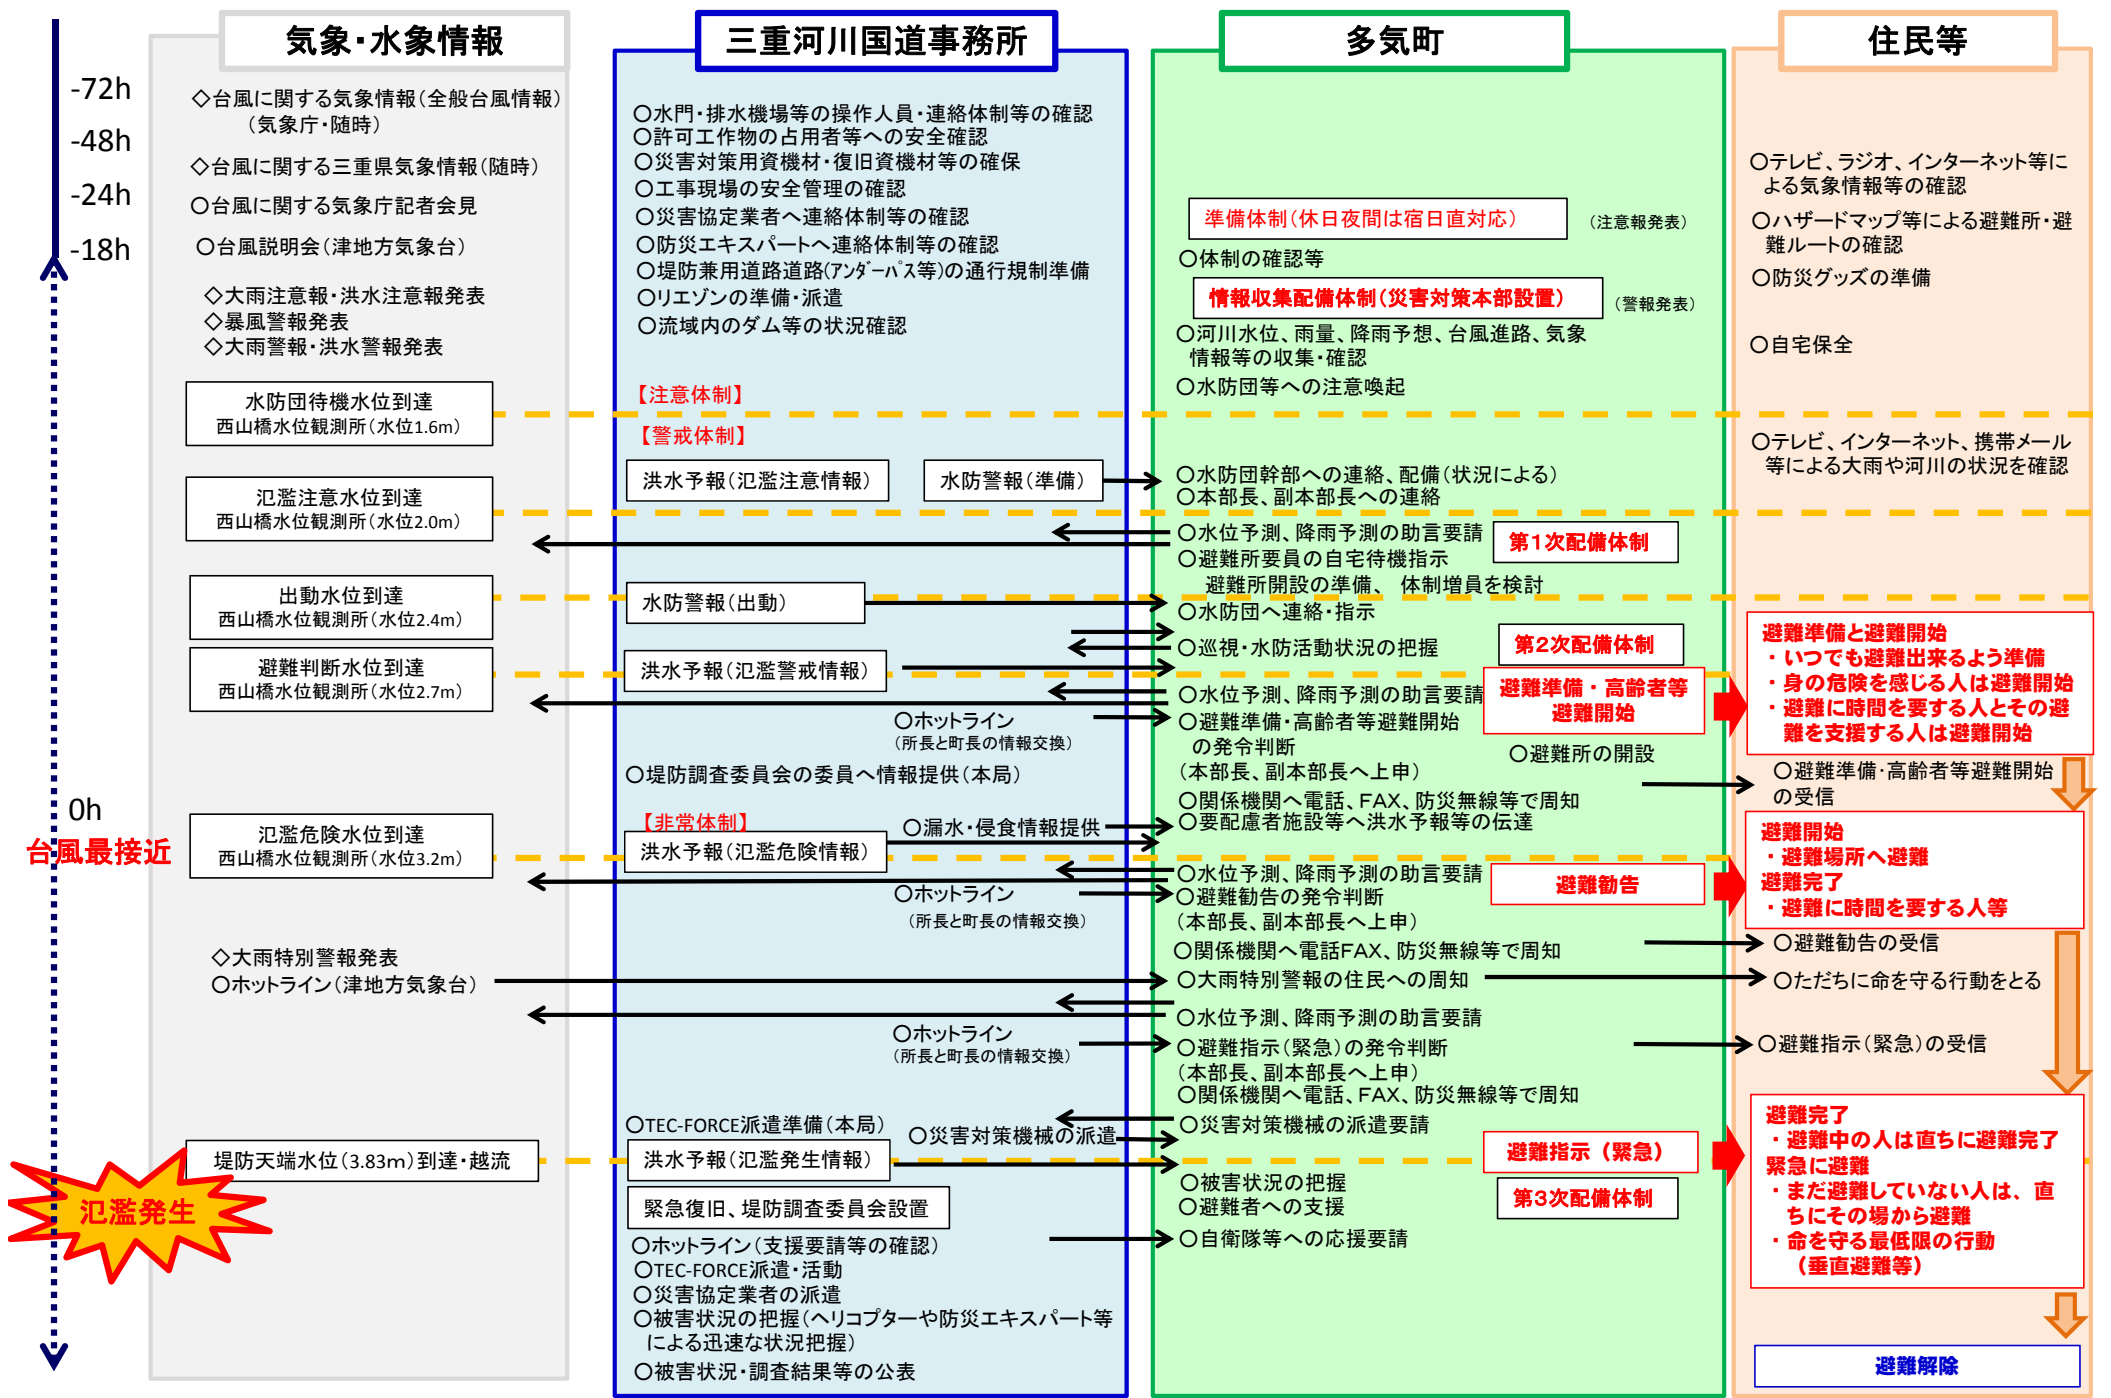 -72h
-48h
-24h
-18h
0h
台風最接近
氾濫発生
気象・水象情報
◇台風に関する気象情報(全般台風情報)
(気象庁・随時)
◇台風に関する三重県気象情報(随時)
○台風に関する気象庁記者会見
○台風説明会(津地方気象台)
◇大雨注意報・洪水注意報発表
◇暴風警報発表
◇大雨警報・洪水警報発表
水防団待機水位到達
西山橋水位観測所(水位1.6m)
氾濫注意水位到達
西山橋水位観測所(水位2.0m)
出動水位到達
西山橋水位観測所(水位2.4m)
避難判断水位到達
西山橋水位観測所(水位2.7m)
氾濫危険水位到達
西山橋水位観測所(水位3.2m)
◇大雨特別警報発表
○ホットライン(津地方気象台)
堤防天端水位(3.83m)到達・越流
三重河川国道事務所
○水門・排水機場等の操作人員・連絡体制等の確認
○許可工作物の占用者等への安全確認
○災害対策用資機材・復旧資機材等の確保
○工事現場の安全管理の確認
○災害協定業者へ連絡体制等の確認
○防災エキスパートへ連絡体制等の確認
○堤防兼用道路道路(ｱﾝﾀﾞｰﾊﾟｽ等)の通行規制準備
○リエゾンの準備・派遣
○流域内のダム等の状況確認
【注意体制】
【警戒体制】
洪水予報(氾濫注意情報)
水防警報(準備)
水防警報(出動)
洪水予報(氾濫警戒情報)
○ホットライン
(所長と町長の情報交換)
○堤防調査委員会の委員へ情報提供(本局)
【非常体制】
○漏水・侵食情報提供
洪水予報(氾濫危険情報)
○ホットライン
(所長と町長の情報交換)
○ホットライン
(所長と町長の情報交換)
○TEC-FORCE派遣準備(本局)
○災害対策機械の派遣
洪水予報(氾濫発生情報)
緊急復旧、堤防調査委員会設置
○ホットライン(支援要請等の確認)
○TEC-FORCE派遣・活動
○災害協定業者の派遣
○被害状況の把握(ヘリコプターや防災エキスパート等
による迅速な状況把握)
○被害状況・調査結果等の公表
多気町
準備体制(休日夜間は宿日直対応)
(注意報発表)
○体制の確認等
情報収集配備体制(災害対策本部設置)
(警報発表)
○河川水位、雨量、降雨予想、台風進路、気象
情報等の収集・確認
○水防団等への注意喚起
○水防団幹部への連絡、配備(状況による)
○本部長、副本部長への連絡
○水位予測、降雨予測の助言要請
第1次配備体制
○避難所要員の自宅待機指示
避難所開設の準備、 体制増員を検討
○水防団へ連絡・指示
○巡視・水防活動状況の把握
第2次配備体制
○水位予測、降雨予測の助言要請
避難準備・高齢者等
避難開始
○避難準備・高齢者等避難開始
の発令判断
(本部長、副本部長へ上申)
○避難所の開設
○関係機関へ電話、FAX、防災無線等で周知
○要配慮者施設等へ洪水予報等の伝達
○水位予測、降雨予測の助言要請
避難勧告
○避難勧告の発令判断
(本部長、副本部長へ上申)
○関係機関へ電話FAX、防災無線等で周知
○大雨特別警報の住民への周知
○水位予測、降雨予測の助言要請
○避難指示(緊急)の発令判断
(本部長、副本部長へ上申)
○関係機関へ電話、FAX、防災無線等で周知
○災害対策機械の派遣要請
避難指示（緊急）
○被害状況の把握
第3次配備体制
○避難者への支援
○自衛隊等への応援要請
住民等
○テレビ、ラジオ、インターネット等に
よる気象情報等の確認
○ハザードマップ等による避難所・避
難ルートの確認
○防災グッズの準備
○自宅保全
○テレビ、インターネット、携帯メール
等による大雨や河川の状況を確認
避難準備と避難開始
・いつでも避難出来るよう準備
・身の危険を感じる人は避難開始
・避難に時間を要する人とその避
難を支援する人は避難開始
○避難準備・高齢者等避難開始
の受信
避難開始
・避難場所へ避難
避難完了
・避難に時間を要する人等
○避難勧告の受信
○ただちに命を守る行動をとる
○避難指示(緊急)の受信
避難完了
・避難中の人は直ちに避難完了
緊急に避難
・まだ避難していない人は、直
ちにその場から避難
・命を守る最低限の行動
（垂直避難等）
避難解除